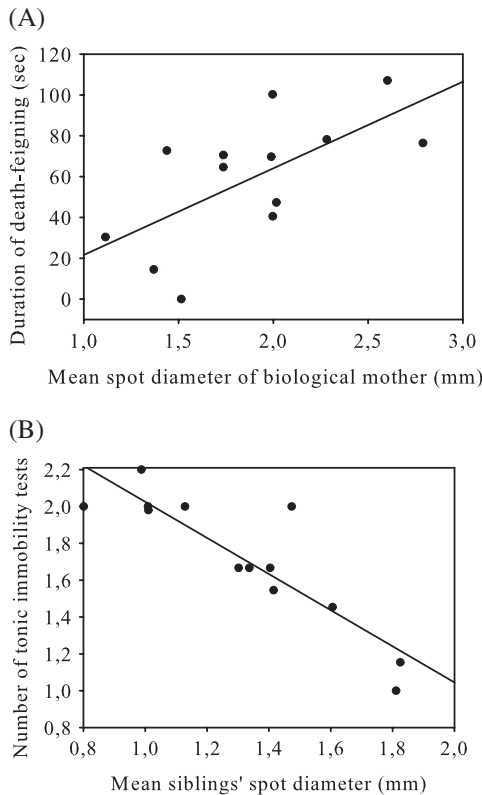 (A)
Duration of death-feigning (sec)
120
100
80
60
40
20
0
1,0 1,5 2,0 2,5 3,0
Mean spot diameter of biological mother (mm)
(B)
Number of tonic immobility tests
2,2
2,0
1,8
1,6
1,4
1,2
1,0
0,8
0,8 1,0 1,2 1,4 1,6 1,8 2,0
Mean siblings' spot diameter (mm)